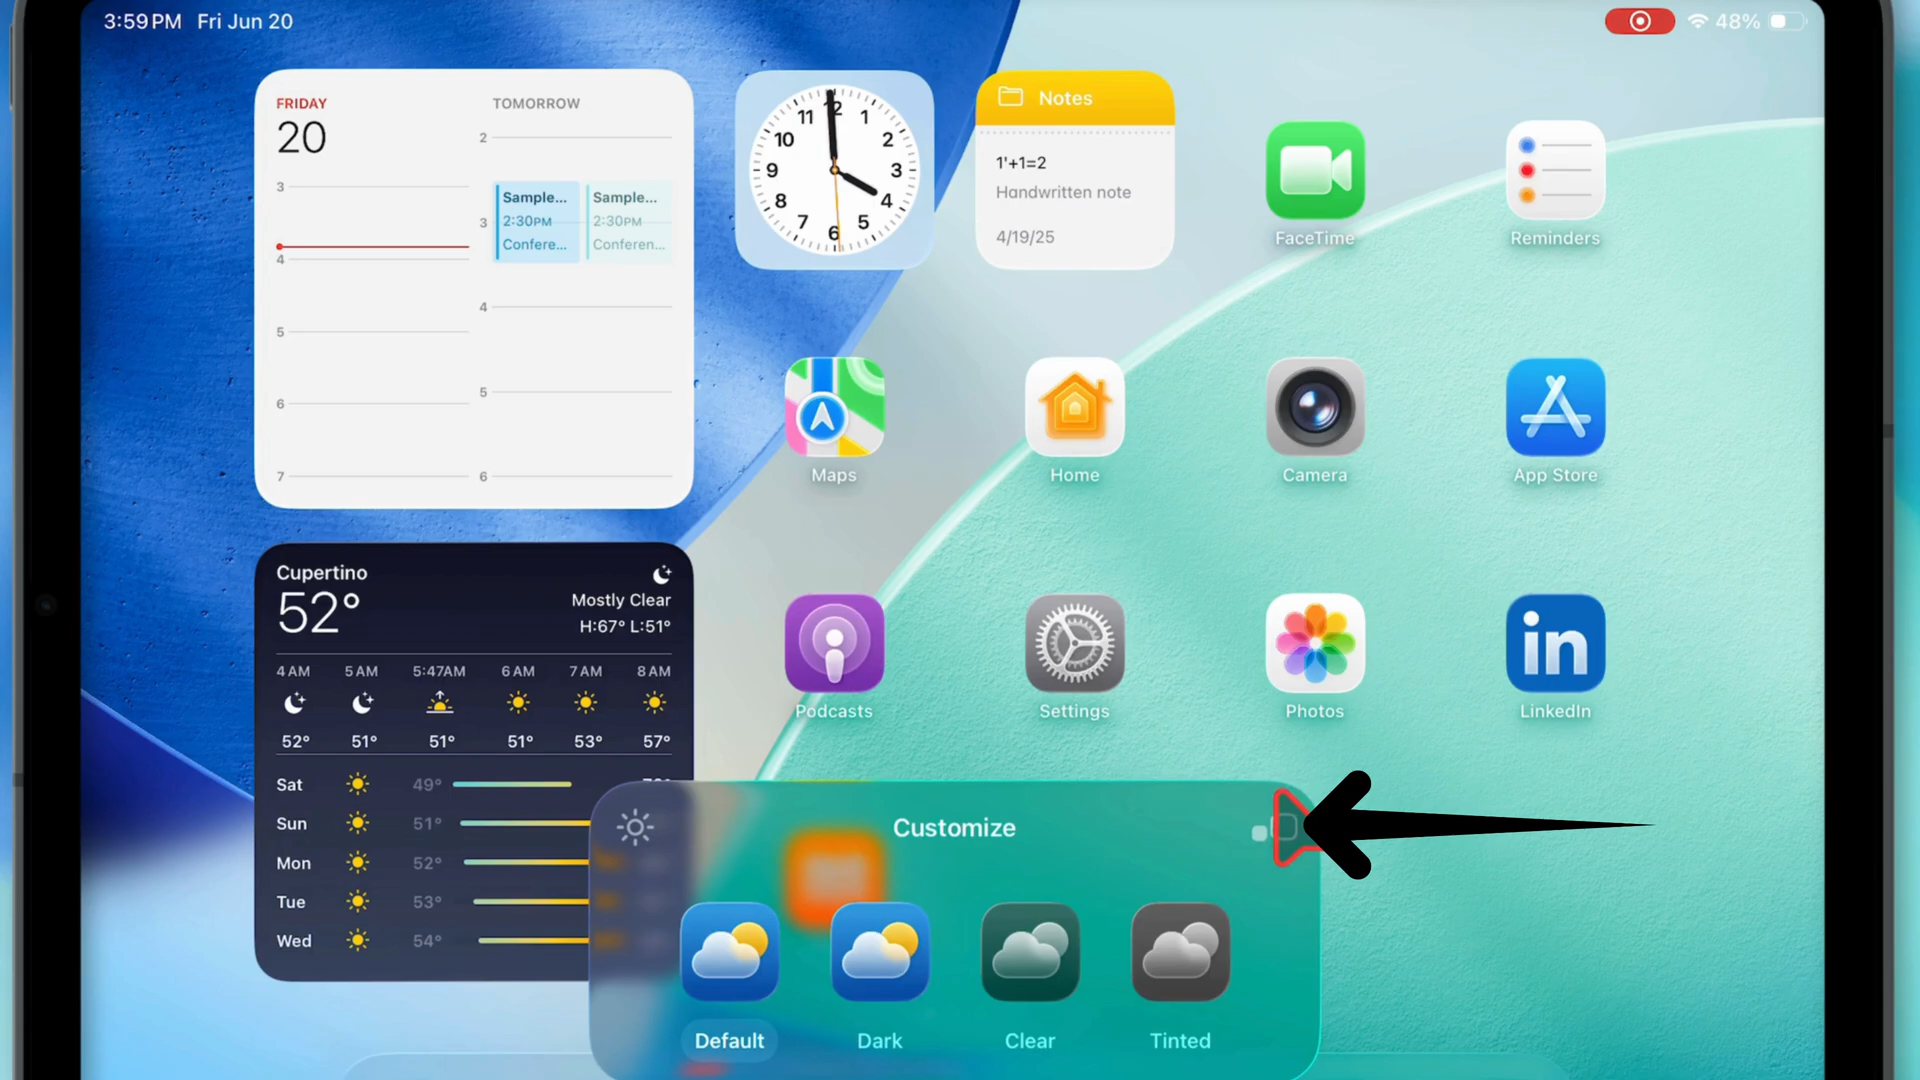 3:59 PM Fri Jun 20
48%
FRIDAY
20
TOMORROW
2
3
4
5
6
7
Sample...
2:30PM
Confere...
Sample...
2:30PM
Conferen...
3
4
5
6
12
1
2
3
4
5
6
7
8
9
10
11
Notes
1'+1=2
Handwritten note
4/19/25
FaceTime
Reminders
Maps
Home
Camera
App Store
Cupertino
52°
Mostly Clear
H:67° L:51°
4 AM 5 AM 5:47AM 6 AM 7 AM 8 AM
52° 51° 51° 51° 53° 57°
Sat 49°
Sun 51°
Mon 52°
Tue 53°
Wed 54°
Podcasts
Settings
Photos
in
LinkedIn
Customize
Default
Dark
Clear
Tinted